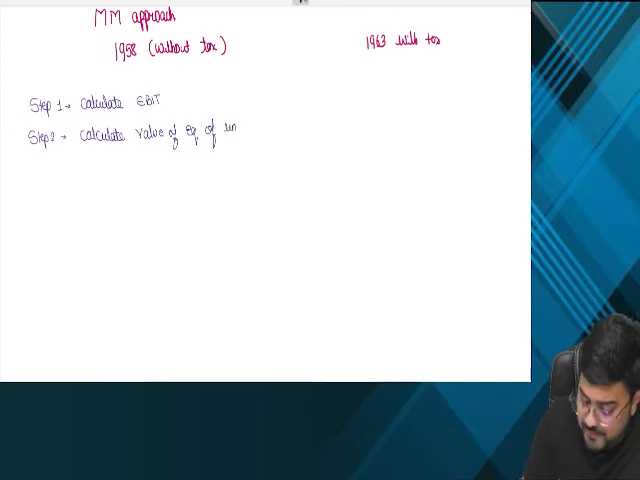 MM approach
1958 (without tax)
1963 with tax
Step 1 → Calculate EBIT
Step 2 → Calculate Value of eq. of un